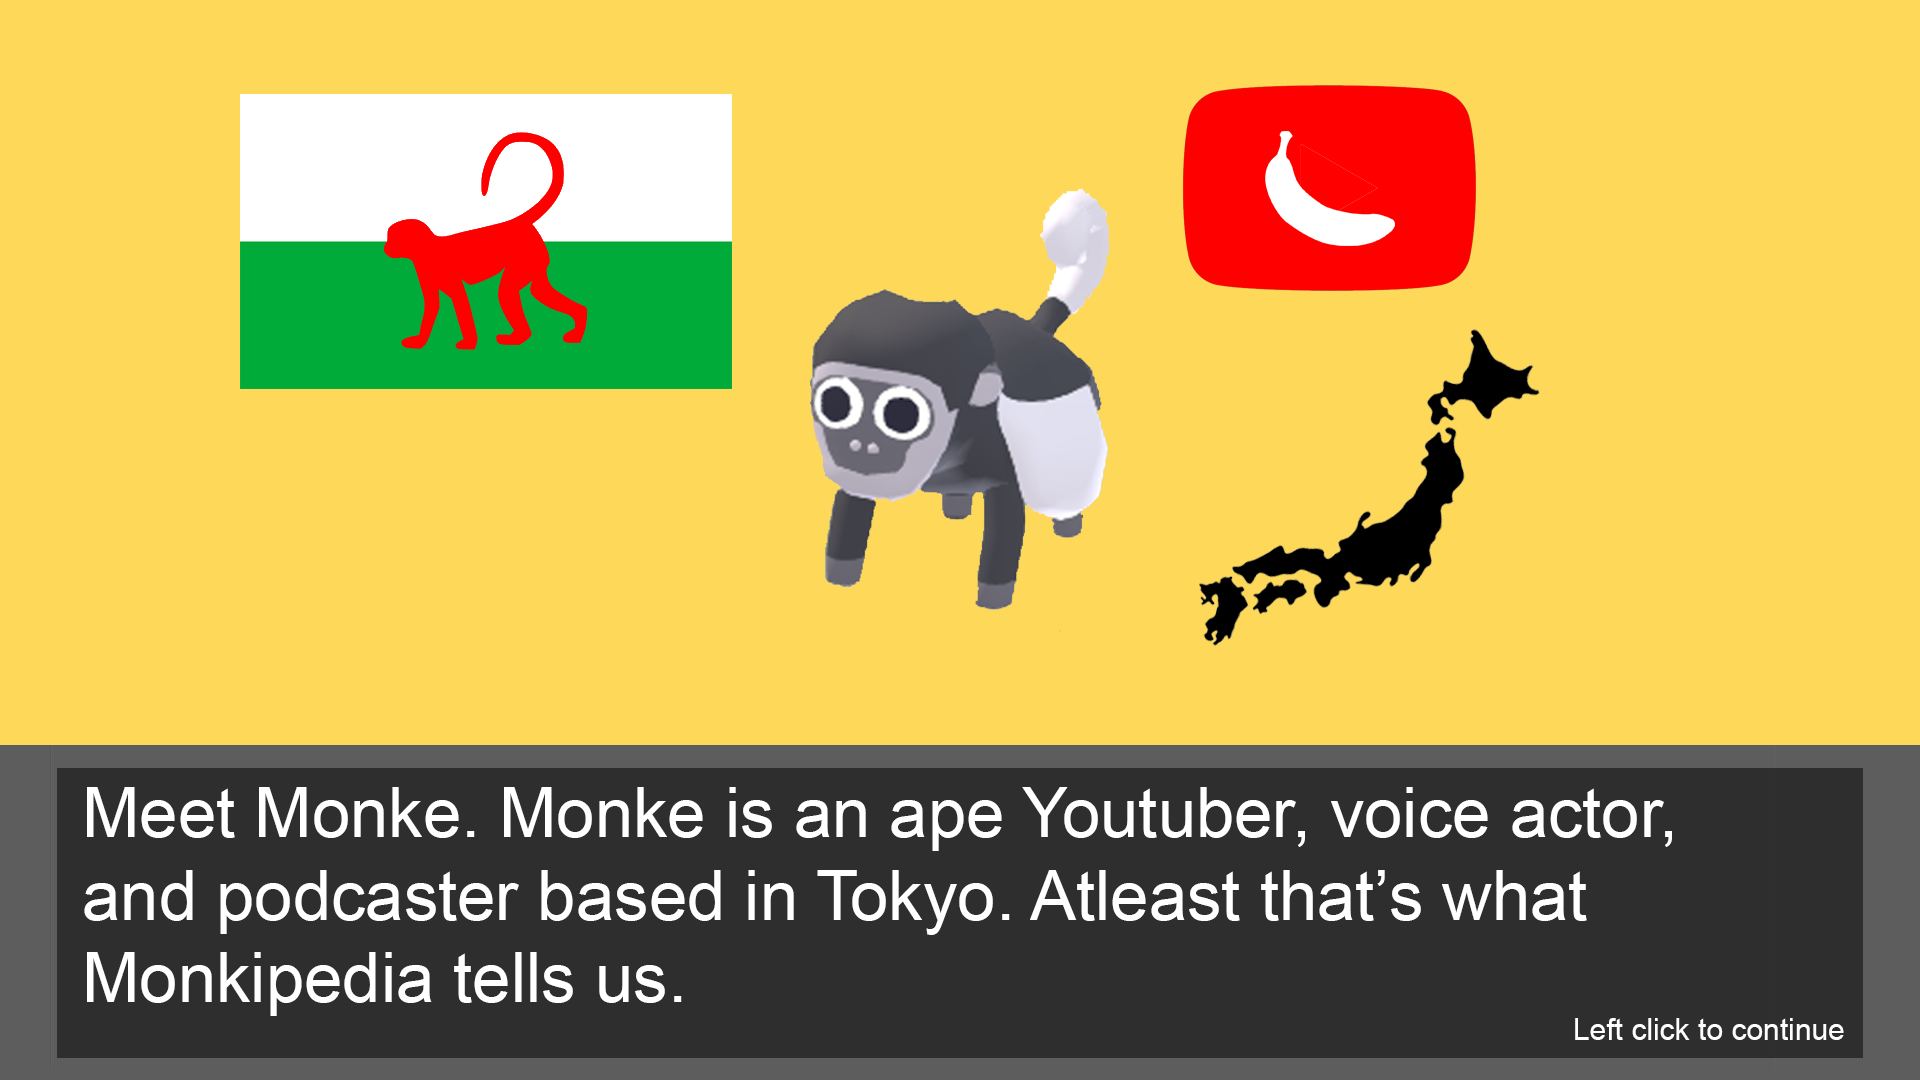 Meet Monke. Monke is an ape Youtuber, voice actor,
and podcaster based in Tokyo. Atleast that’s what
Monkipedia tells us.
Left click to continue